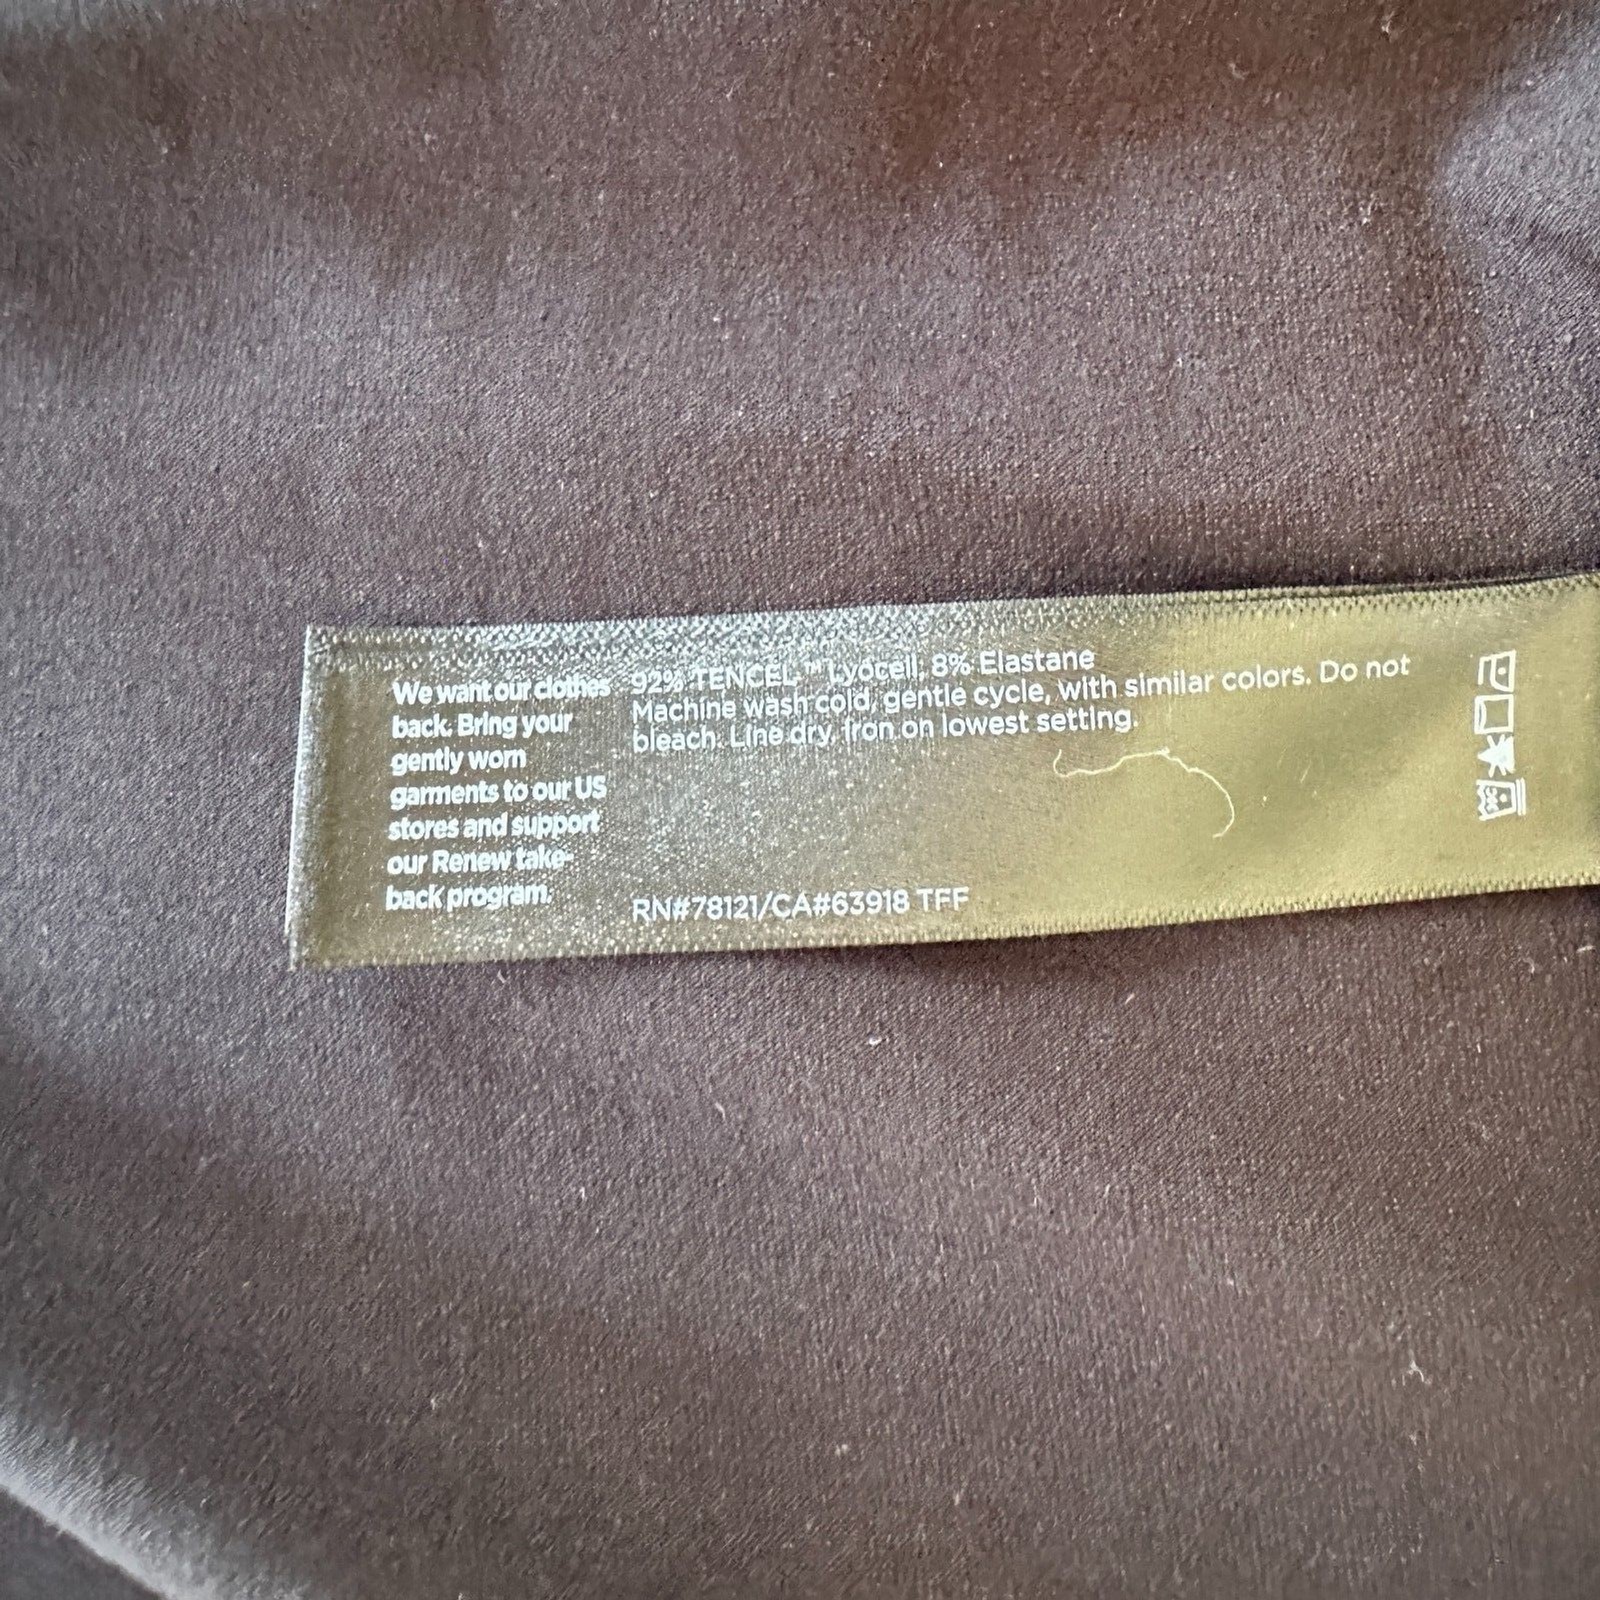 We want our clothes
back. Bring your
gently worn
garments to our US
stores and support
our Renew take-
back program.
92% TENCEL™ Lyocell, 8% Elastane
Machine wash cold, gentle cycle, with similar colors. Do not
bleach. Line dry. Iron on lowest setting.
RN#78121/CA#63918 TFF